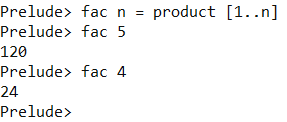 Prelude> fac n = product [1..n]
Prelude> fac 5
120
Prelude> fac 4
24
Prelude>